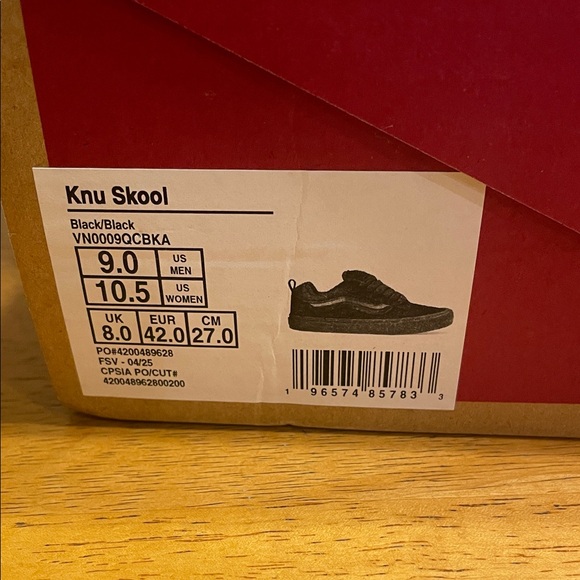 Knu Skool
Black/Black
VN0009QCBKA
9.0 US MEN
10.5 US WOMEN
UK EUR CM
8.0 42.0 27.0
PO#4200489628
FSV - 04/25
CPSIA PO/CUT#
420048962800200
1 96574 85783 3